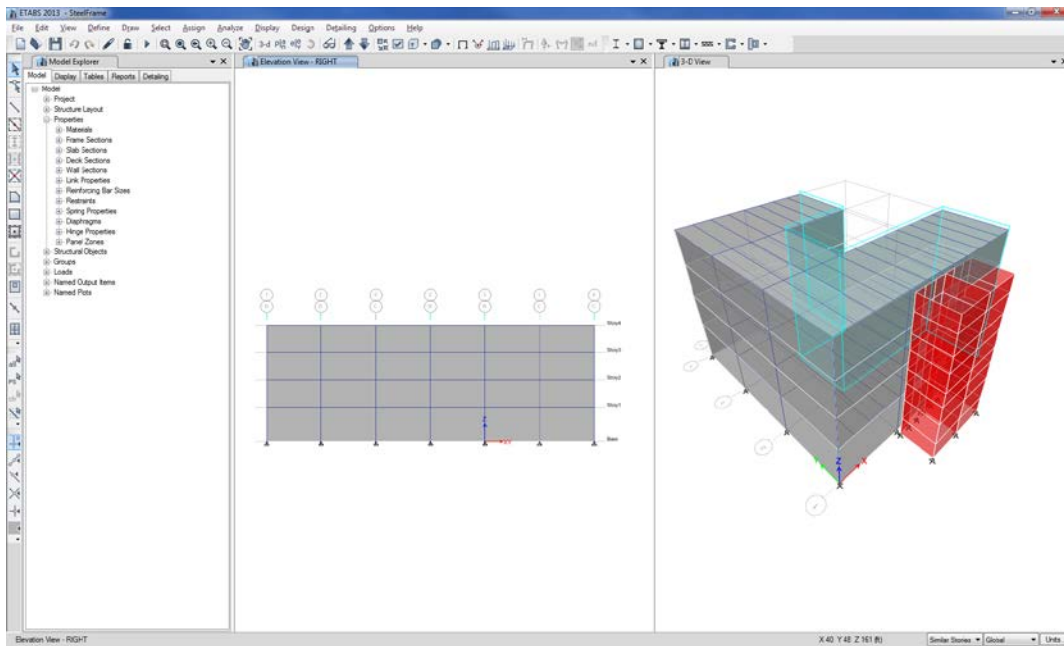 ETABS 2013 - SteelFrame
File Edit View Define Draw Select Assign Analyze Display Design Detailing Options Help
3-d
Model Explorer
Elevation View - RIGHT
3-D View
Model Display Tables Reports Detailing
Model
Project
Structure Layout
Properties
Materials
Frame Sections
Slab Sections
Deck Sections
Wall Sections
Link Properties
Reinforcing Bar Sizes
Restraints
Spring Properties
Diaphragms
Hinge Properties
Panel Zones
Structural Objects
Groups
Loads
Named Output Items
Named Plots
Story4
Story3
Story2
Story1
Base
Z
Z
X
Y
Elevation View - RIGHT
X 40 Y 48 Z 161 (ft)
Similar Stories
Global
Units